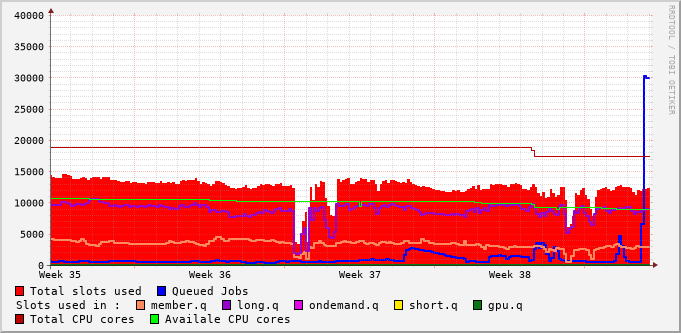 40000
35000
30000
25000
20000
15000
10000
5000
0
Week 35 Week 36 Week 37 Week 38
RRDTOOL / TOBI OETIKER
Total slots used Queued Jobs
Slots used in : member.q long.q ondemand.q short.q gpu.q
Total CPU cores Availale CPU cores